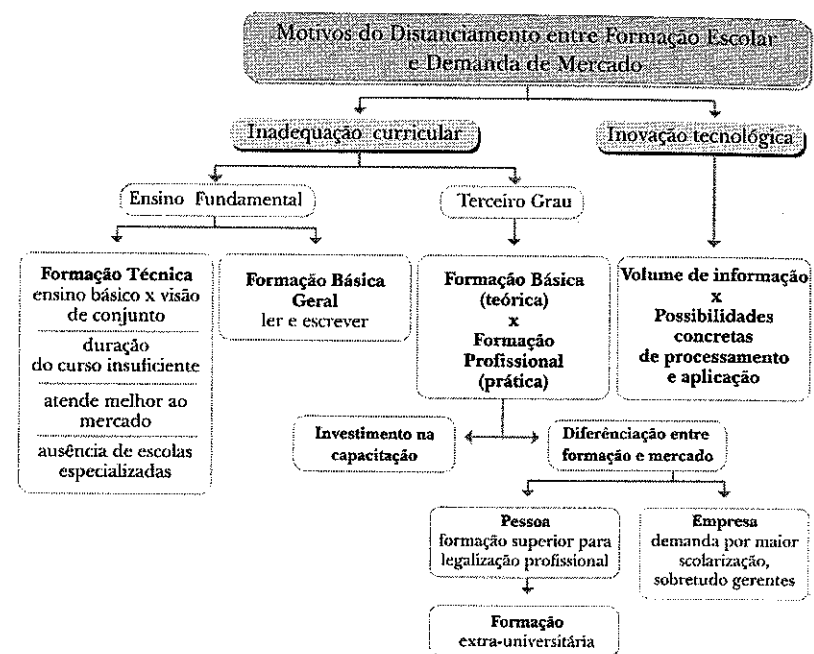 Motivos do Distanciamento entre Formação Escolar
e Demanda de Mercado
Inadequação curricular
Inovação tecnológica
Ensino Fundamental
Terceiro Grau
Formação Técnica
ensino básico x visão
de conjunto
duração
do curso insuficiente
atende melhor ao
mercado
ausência de escolas
especializadas
Formação Básica
Geral
ler e escrever
Formação Básica
(teórica)
x
Formação
Profissional
(prática)
Volume de informação
x
Possibilidades
concretas
de processamento
e aplicação
Investimento na
capacitação
Diferênciação entre
formação e mercado
Pessoa
formação superior para
legalização profissional
Empresa
demanda por maior
scolarização,
sobretudo gerentes
Formação
extra-universitária